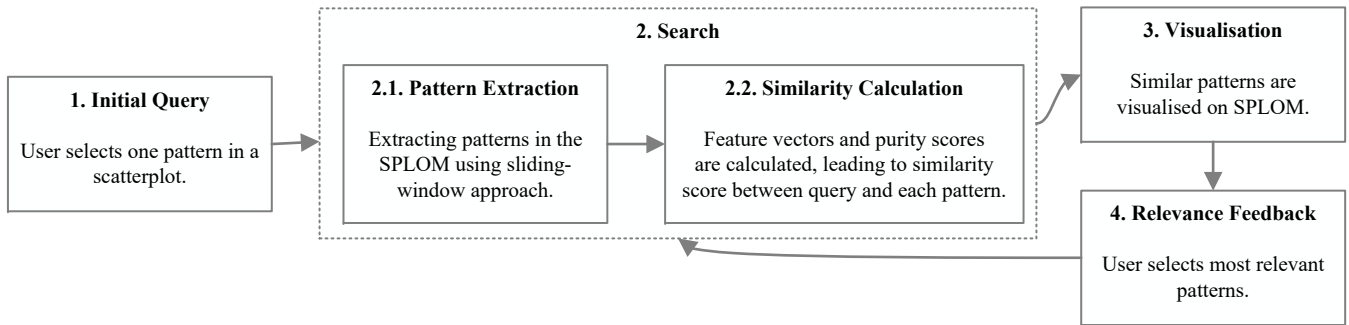 1. Initial Query
User selects one pattern in a
scatterplot.
2. Search
2.1. Pattern Extraction
Extracting patterns in the
SPLOM using sliding-
window approach.
2.2. Similarity Calculation
Feature vectors and purity scores
are calculated, leading to similarity
score between query and each pattern.
3. Visualisation
Similar patterns are
visualised on SPLOM.
4. Relevance Feedback
User selects most relevant
patterns.